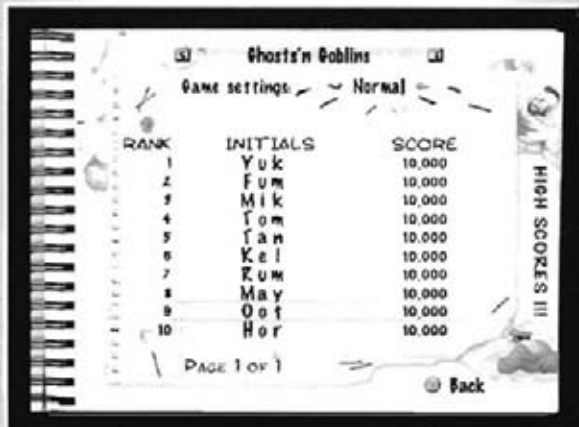 Ghosts'n Goblins
Game settings: Normal
RANK INITIALS SCORE
1 Yuk 10,000
2 Fum 10,000
3 Mik 10,000
4 Tom 10,000
5 Tan 10,000
6 Kel 10,000
7 Rum 10,000
8 May 10,000
9 Oot 10,000
10 Hor 10,000
PAGE 1 OF 1
Back
HIGH SCORES !!!